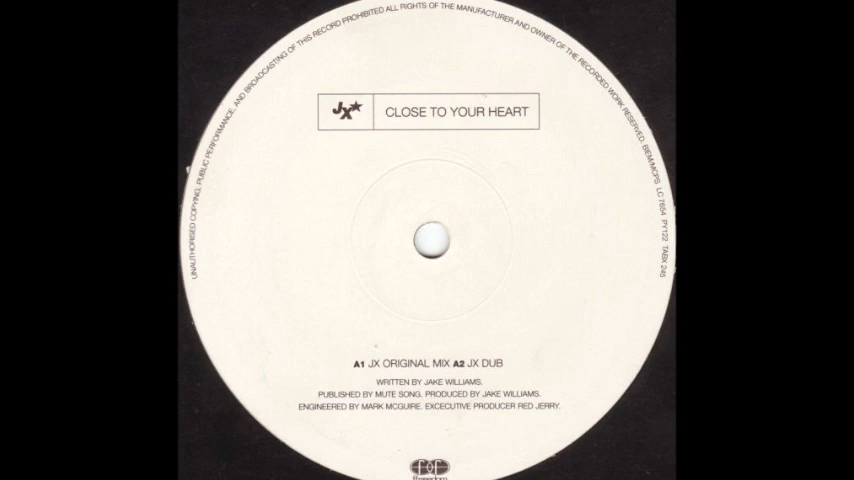 UNAUTHORISED COPYING, PUBLIC PERFORMANCE, AND BROADCASTING OF THIS RECORD PROHIBITED ALL RIGHTS OF THE MANUFACTURER AND OWNER OF THE RECORDED WORK RESERVED. BIEM/MCPS LC 7654 PY122 TABX 245
JX★ CLOSE TO YOUR HEART
A1 JX ORIGINAL MIX A2 JX DUB
WRITTEN BY JAKE WILLIAMS.
PUBLISHED BY MUTE SONG. PRODUCED BY JAKE WILLIAMS.
ENGINEERED BY MARK MCGUIRE. EXCECUTIVE PRODUCER RED JERRY.
ffrreedom